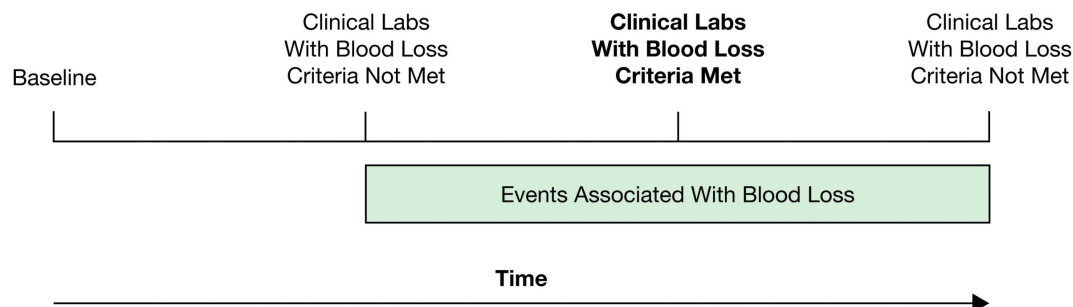 Baseline
Clinical Labs
With Blood Loss
Criteria Not Met
Clinical Labs
With Blood Loss
Criteria Met
Clinical Labs
With Blood Loss
Criteria Not Met
Events Associated With Blood Loss
Time